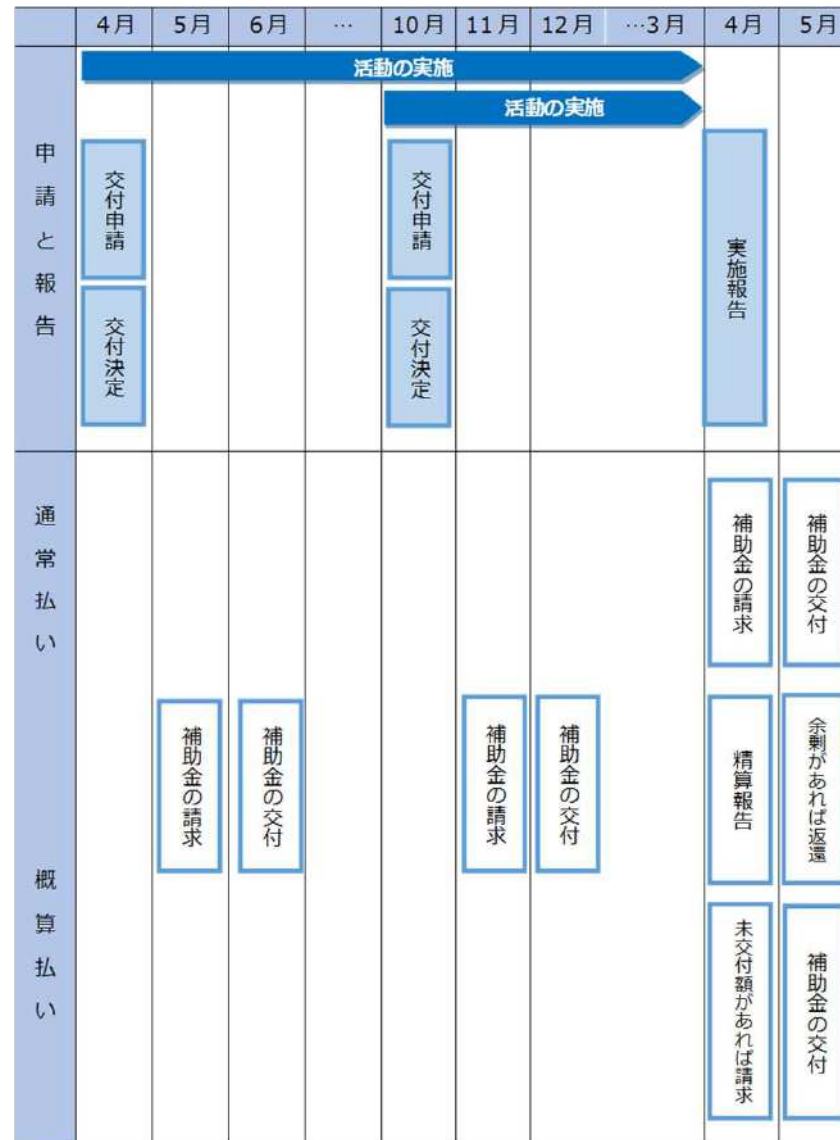 4月 5月 6月 … 10月 11月 12月 …3月 4月 5月
活動の実施
活動の実施
申請と報告
交付申請
交付申請
実施報告
交付決定
交付決定
通常払い
補助金の請求
補助金の交付
概算払い
補助金の請求
補助金の交付
補助金の請求
補助金の交付
精算報告
余剰があれば返還
未交付額があれば請求
補助金の交付